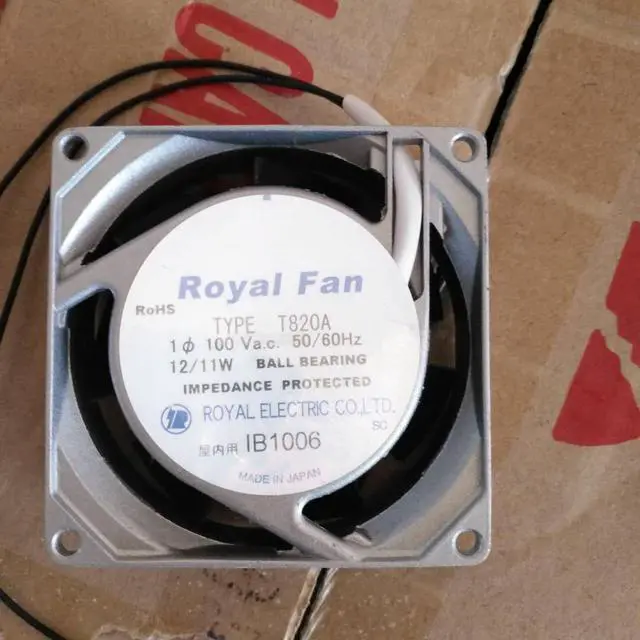 Royal Fan
RoHS
TYPE T820A
1ϕ 100 Va.c. 50/60Hz
12/11W BALL BEARING
IMPEDANCE PROTECTED
ROYAL ELECTRIC CO.,LTD.
SC
屋内用 IB1006
MADE IN JAPAN